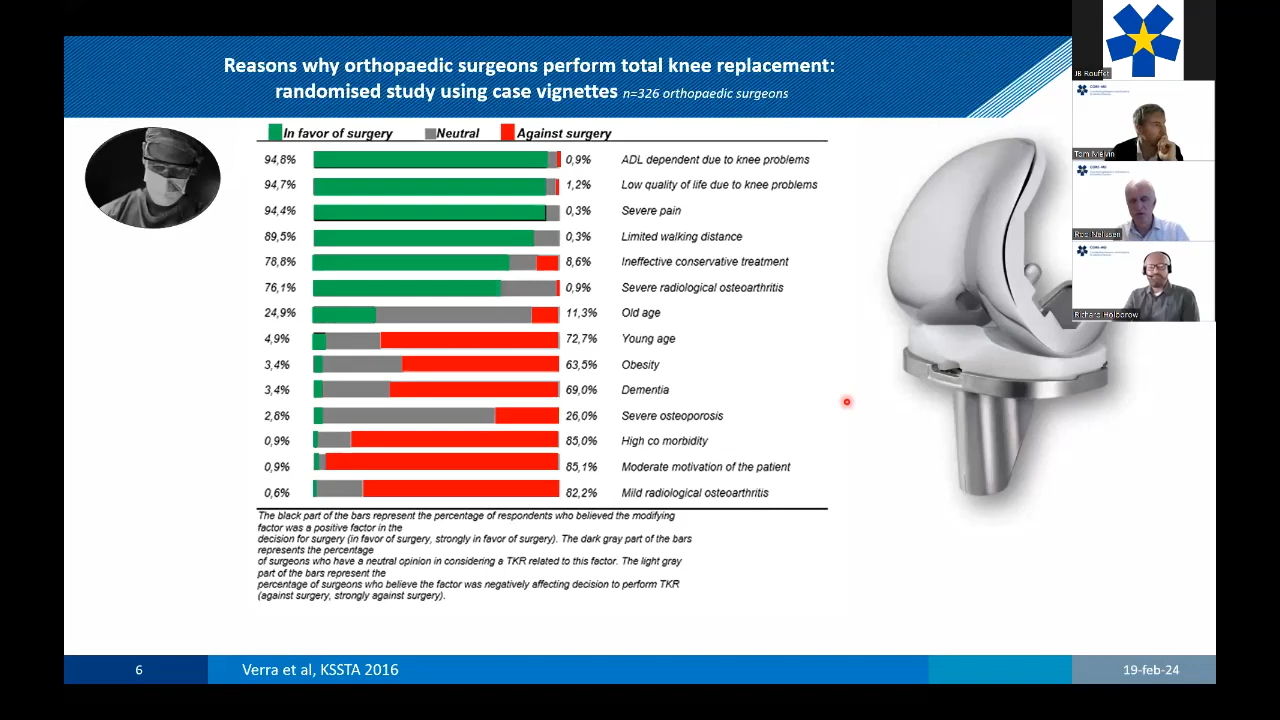 Reasons why orthopaedic surgeons perform total knee replacement:
randomised study using case vignettes n=326 orthopaedic surgeons
In favor of surgery Neutral Against surgery
94,8% 0,9% ADL dependent due to knee problems
94,7% 1,2% Low quality of life due to knee problems
94,4% 0,3% Severe pain
89,5% 0,3% Limited walking distance
78,8% 8,6% Ineffective conservative treatment
76,1% 0,9% Severe radiological osteoarthritis
24,9% 11,3% Old age
4,9% 72,7% Young age
3,4% 63,5% Obesity
3,4% 69,0% Dementia
2,8% 26,0% Severe osteoporosis
0,9% 85,0% High co morbidity
0,9% 85,1% Moderate motivation of the patient
0,6% 82,2% Mild radiological osteoarthritis
The black part of the bars represent the percentage of respondents who believed the modifying
factor was a positive factor in the
decision for surgery (in favor of surgery, strongly in favor of surgery). The dark gray part of the bars
represents the percentage
of surgeons who have a neutral opinion in considering a TKR related to this factor. The light gray
part of the bars represent the
percentage of surgeons who believe the factor was negatively affecting decision to perform TKR
(against surgery, strongly against surgery).
6 Verra et al, KSSTA 2016 19-feb-24
JB Rouffet
Tom Melvin
Rob Nelissen
Richard Holborow